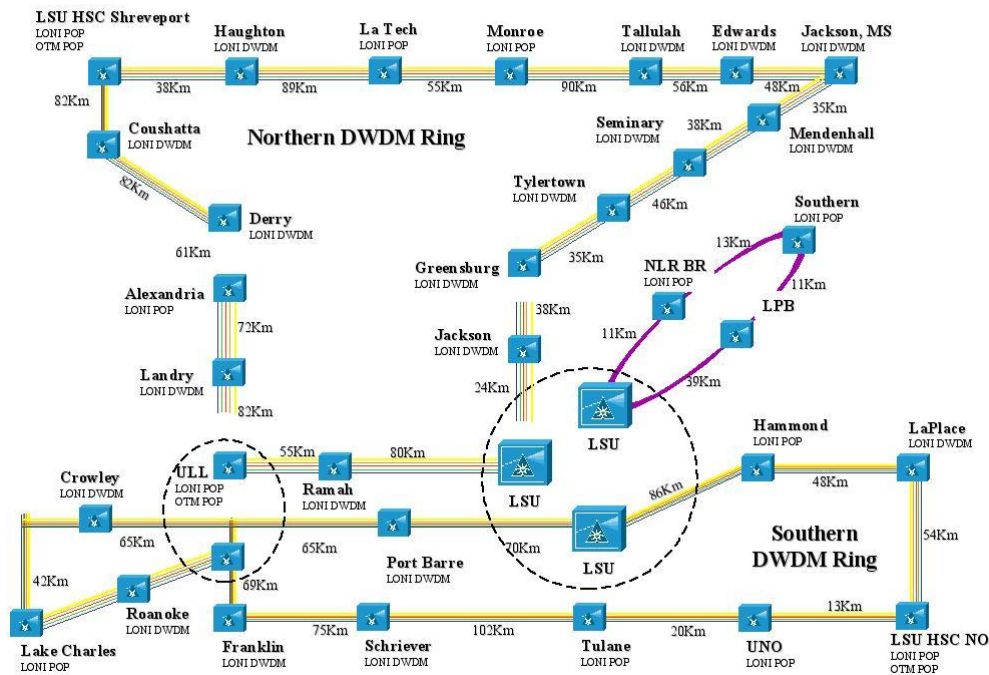 LSU HSC Shreveport
LONI POP
OTM POP
Haughton
LONI DWDM
La Tech
LONI POP
Monroe
LONI POP
Tallulah
LONI DWDM
Edwards
LONI DWDM
Jackson, MS
LONI DWDM
38Km
89Km
55Km
90Km
56Km
48Km
82Km
35Km
Coushatta
LONI DWDM
Northern DWDM Ring
Seminary
LONI DWDM
38Km
Mendenhall
LONI DWDM
82Km
Tylertown
LONI DWDM
46Km
Southern
LONI POP
Derry
LONI DWDM
61Km
35Km
13Km
Greensburg
LONI DWDM
NLR BR
LONI POP
11Km
Alexandria
LONI POP
38Km
LPB
72Km
Jackson
LONI DWDM
11Km
Landry
LONI DWDM
24Km
39Km
82Km
LSU
Hammond
LONI POP
LaPlace
LONI DWDM
55Km
80Km
ULL
LONI POP
OTM POP
Ramah
LONI DWDM
LSU
86Km
48Km
Crowley
LONI DWDM
65Km
65Km
Port Barre
LONI DWDM
70Km
LSU
Southern
DWDM Ring
54Km
42Km
69Km
Roanoke
LONI DWDM
13Km
75Km
102Km
20Km
Lake Charles
LONI POP
Franklin
LONI DWDM
Schriever
LONI DWDM
Tulane
LONI POP
UNO
LONI POP
LSU HSC NO
LONI POP
OTM POP